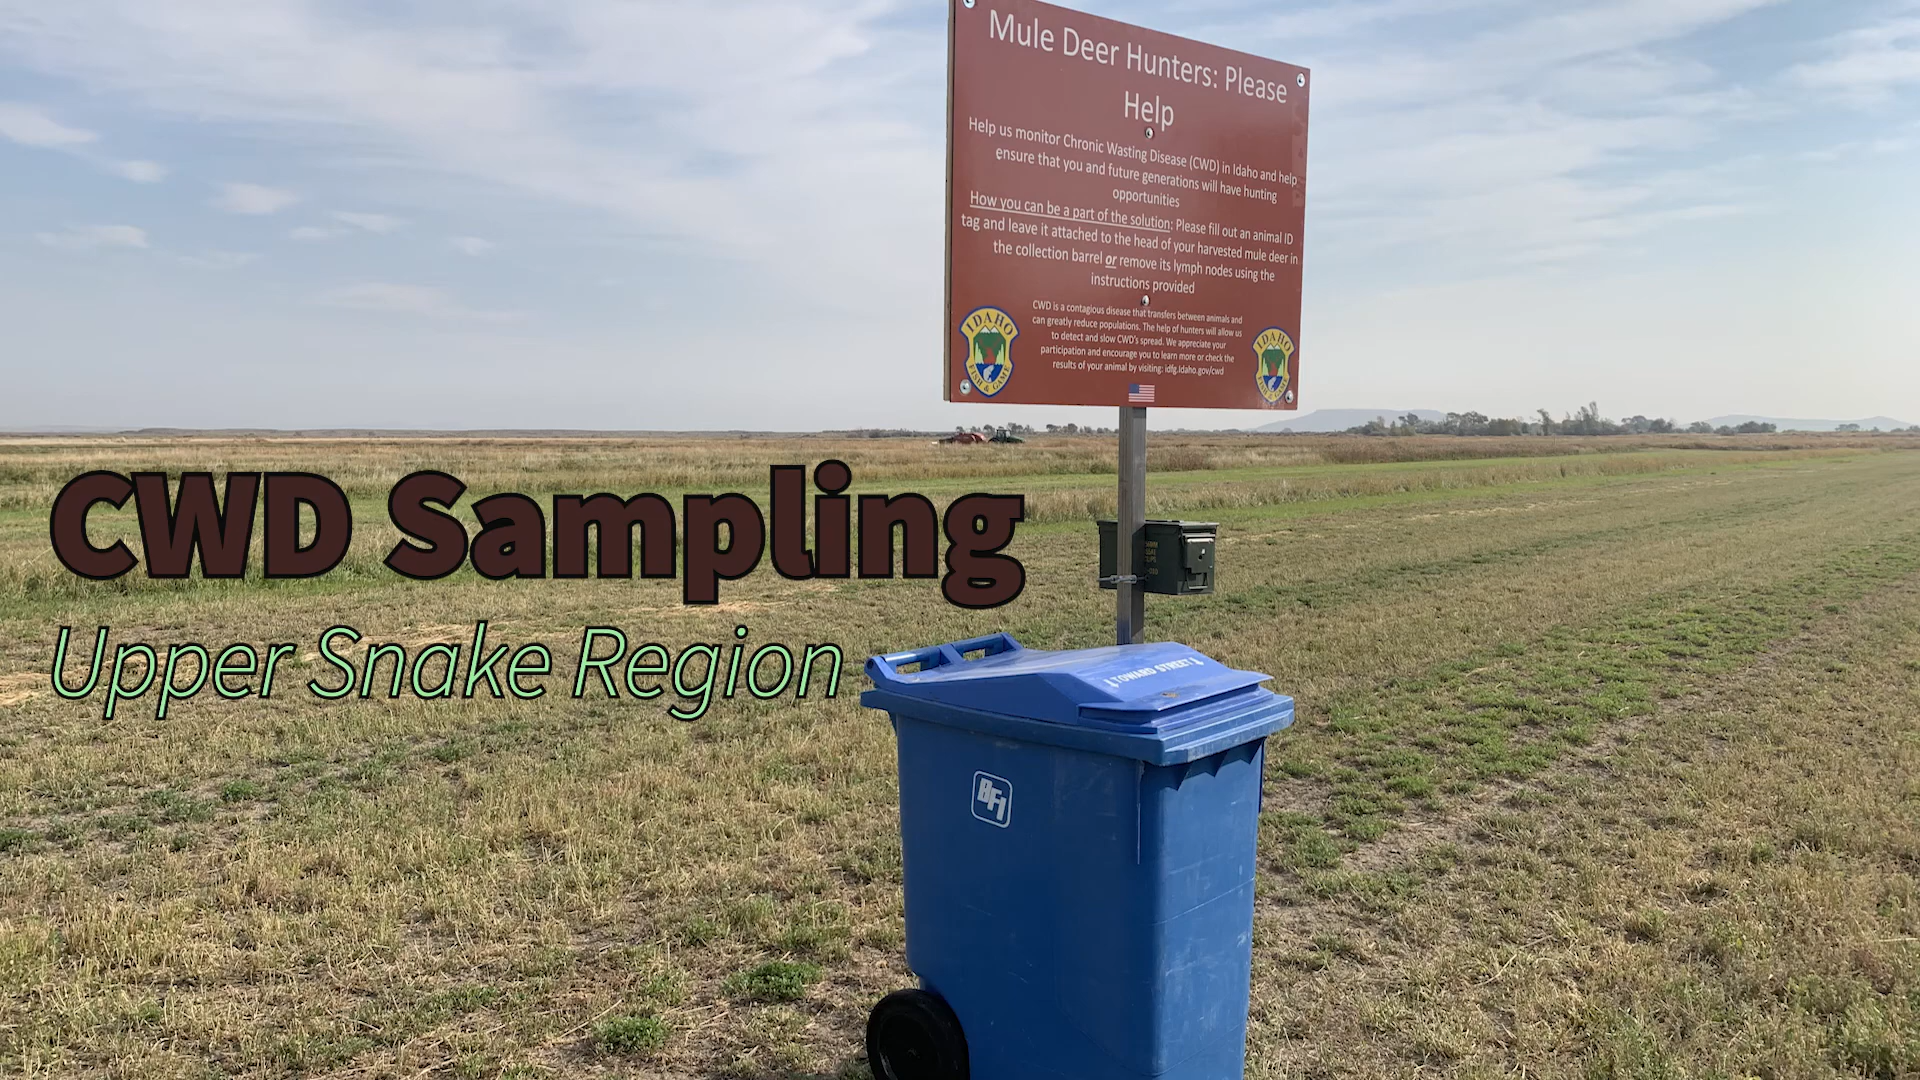 Mule Deer Hunters: Please
Help
Help us monitor Chronic Wasting Disease (CWD) in Idaho and help
ensure that you and future generations will have hunting
opportunities
How you can be a part of the solution: Please fill out an animal ID
tag and leave it attached to the head of your harvested mule deer in
the collection barrel or remove its lymph nodes using the
instructions provided
CWD is a contagious disease that transfers between animals and
can greatly reduce populations. The help of hunters will allow us
to detect and slow CWD's spread. We appreciate your
participation and encourage you to learn more or check the
results of your animal by visiting: idfg.Idaho.gov/cwd
IDAHO
FISH & GAME
IDAHO
FISH & GAME
CWD Sampling
Upper Snake Region
↓TOWARD STREET↓
BFI